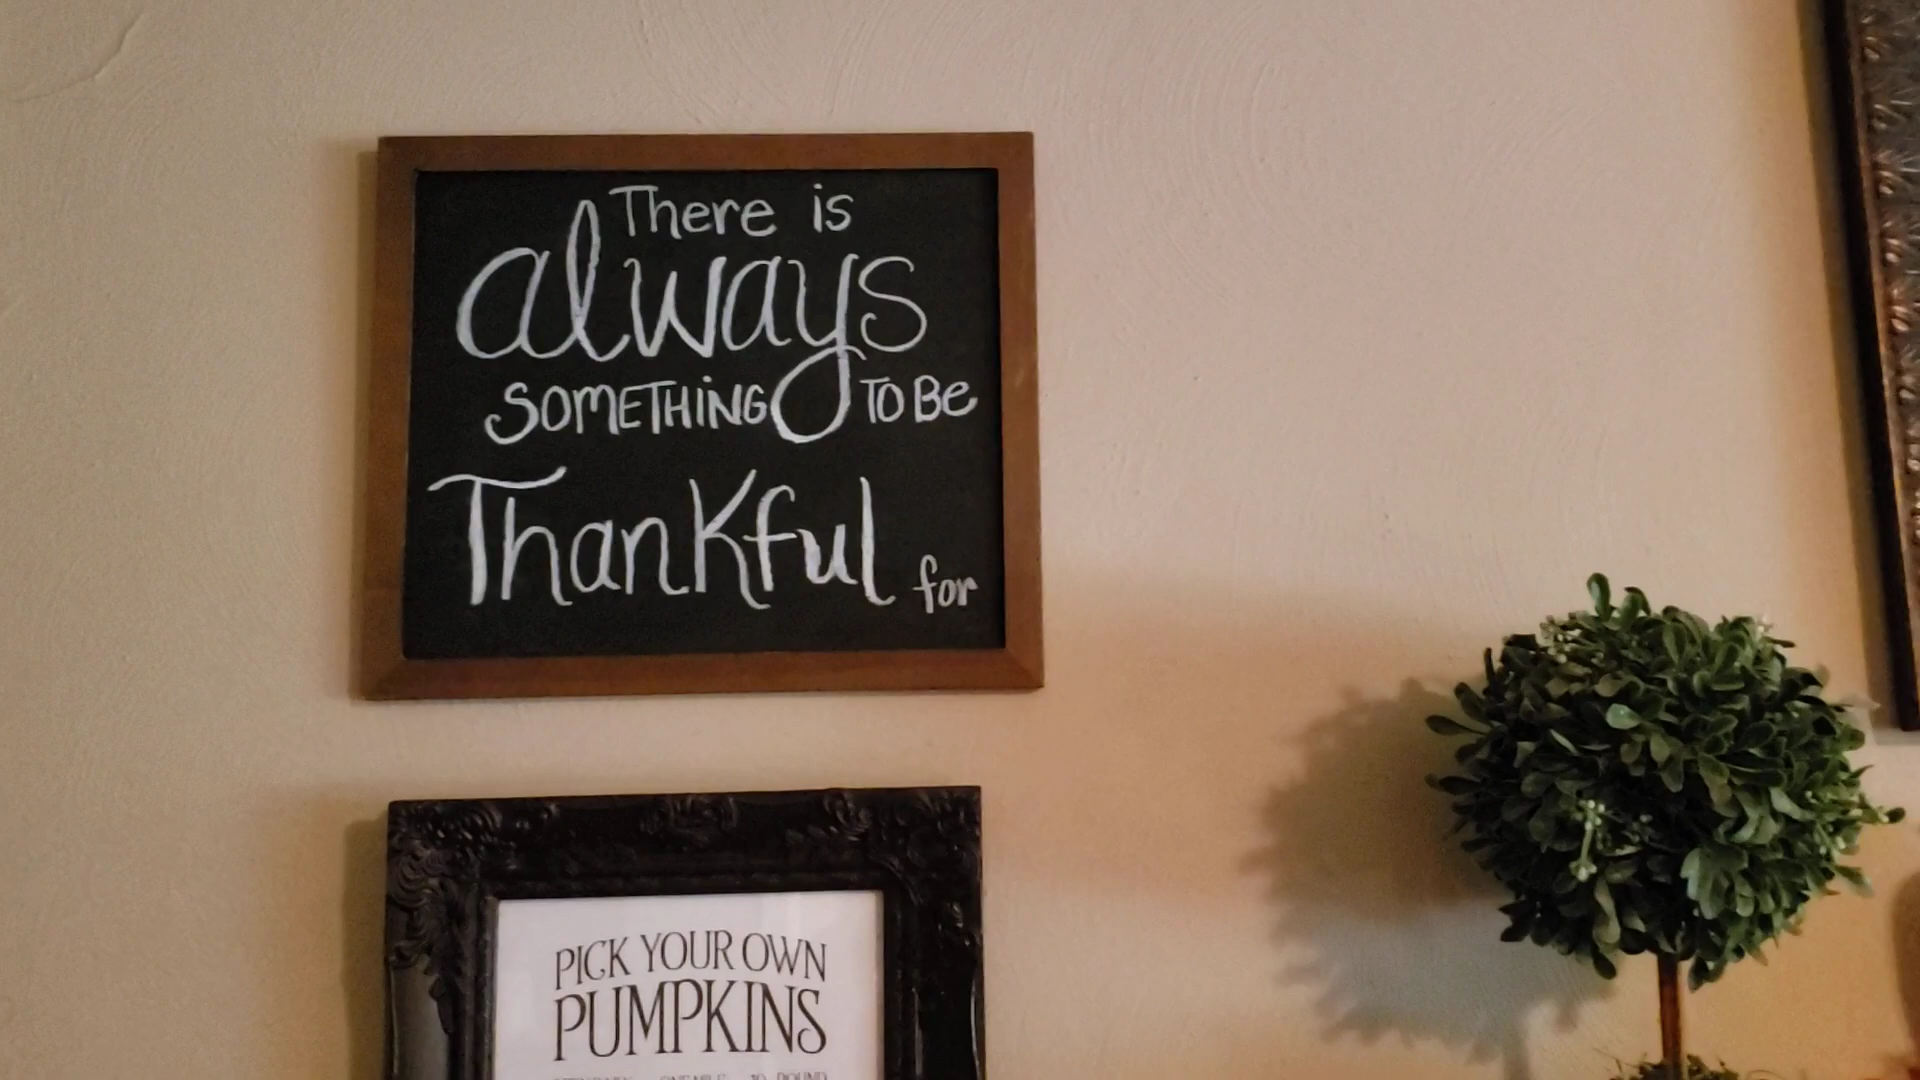 There is
always
SOMETHING TO Be
ThanKful for
PICK YOUR OWN
PUMPKINS